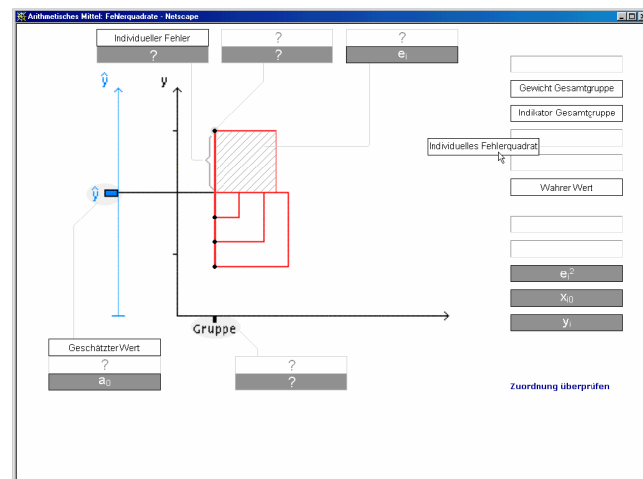 Arithmetisches Mittel: Fehlerquadrate - Netscape
Individueller Fehler
?
?
?
?
eᵢ
ŷ
y
Gewicht Gesamtgruppe
Indikator Gesamtgruppe
Individuelles Fehlerquadrat
ŷ
Wahrer Wert
eᵢ²
xᵢ₀
yᵢ
Gruppe
Geschätzter Wert
?
a₀
?
?
Zuordnung überprüfen